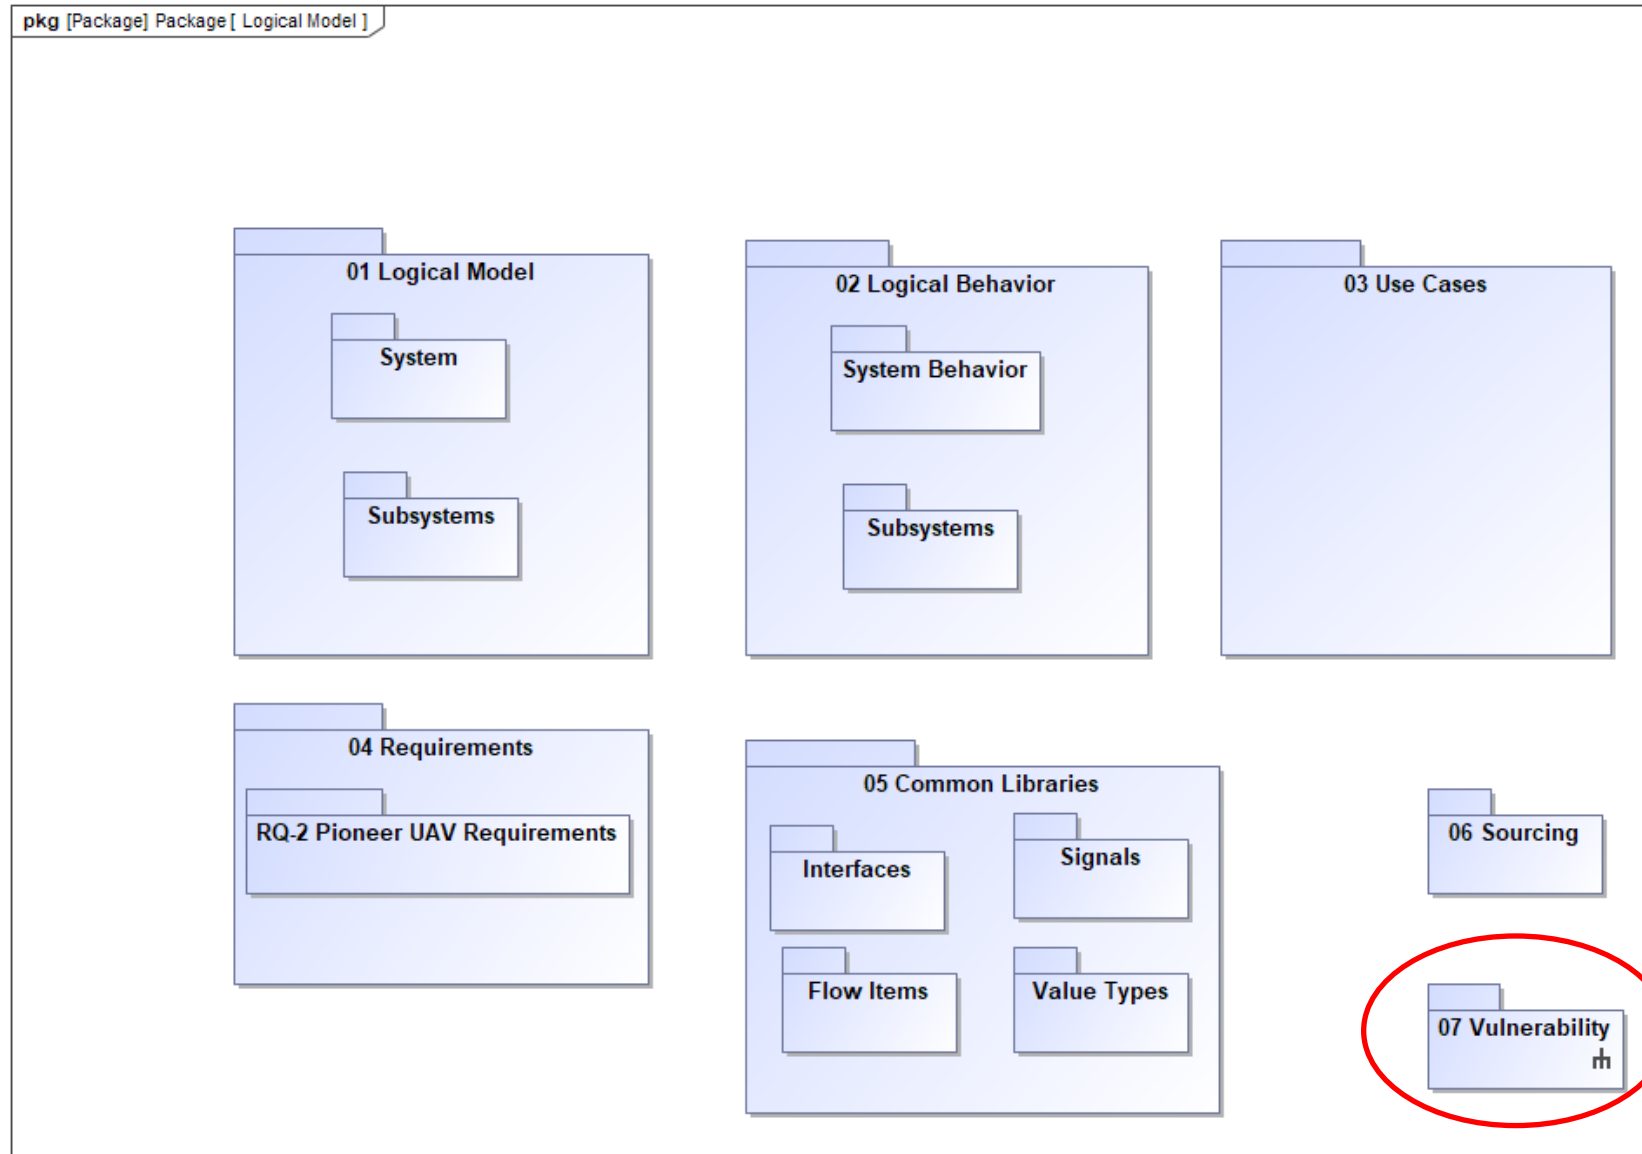 pkg [Package] Package [ Logical Model ]
01 Logical Model
System
Subsystems
02 Logical Behavior
System Behavior
Subsystems
03 Use Cases
04 Requirements
RQ-2 Pioneer UAV Requirements
05 Common Libraries
Interfaces
Signals
Flow Items
Value Types
06 Sourcing
07 Vulnerability